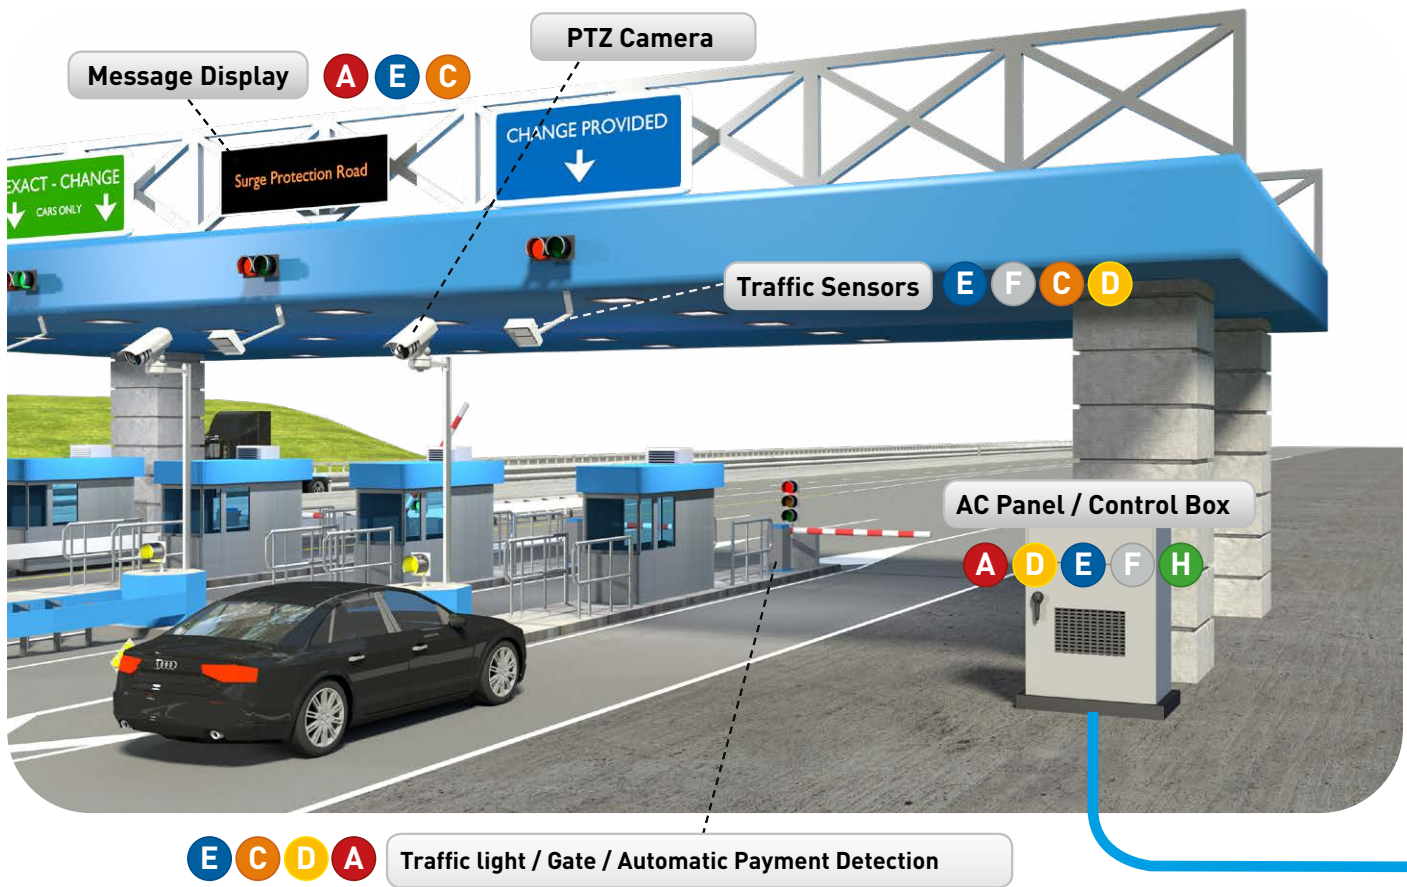 PTZ Camera
Message Display A E C
CHANGE PROVIDED
EXACT - CHANGE
CARS ONLY
Surge Protection Road
Traffic Sensors E F C D
AC Panel / Control Box
A D E F H
E C D A Traffic light / Gate / Automatic Payment Detection